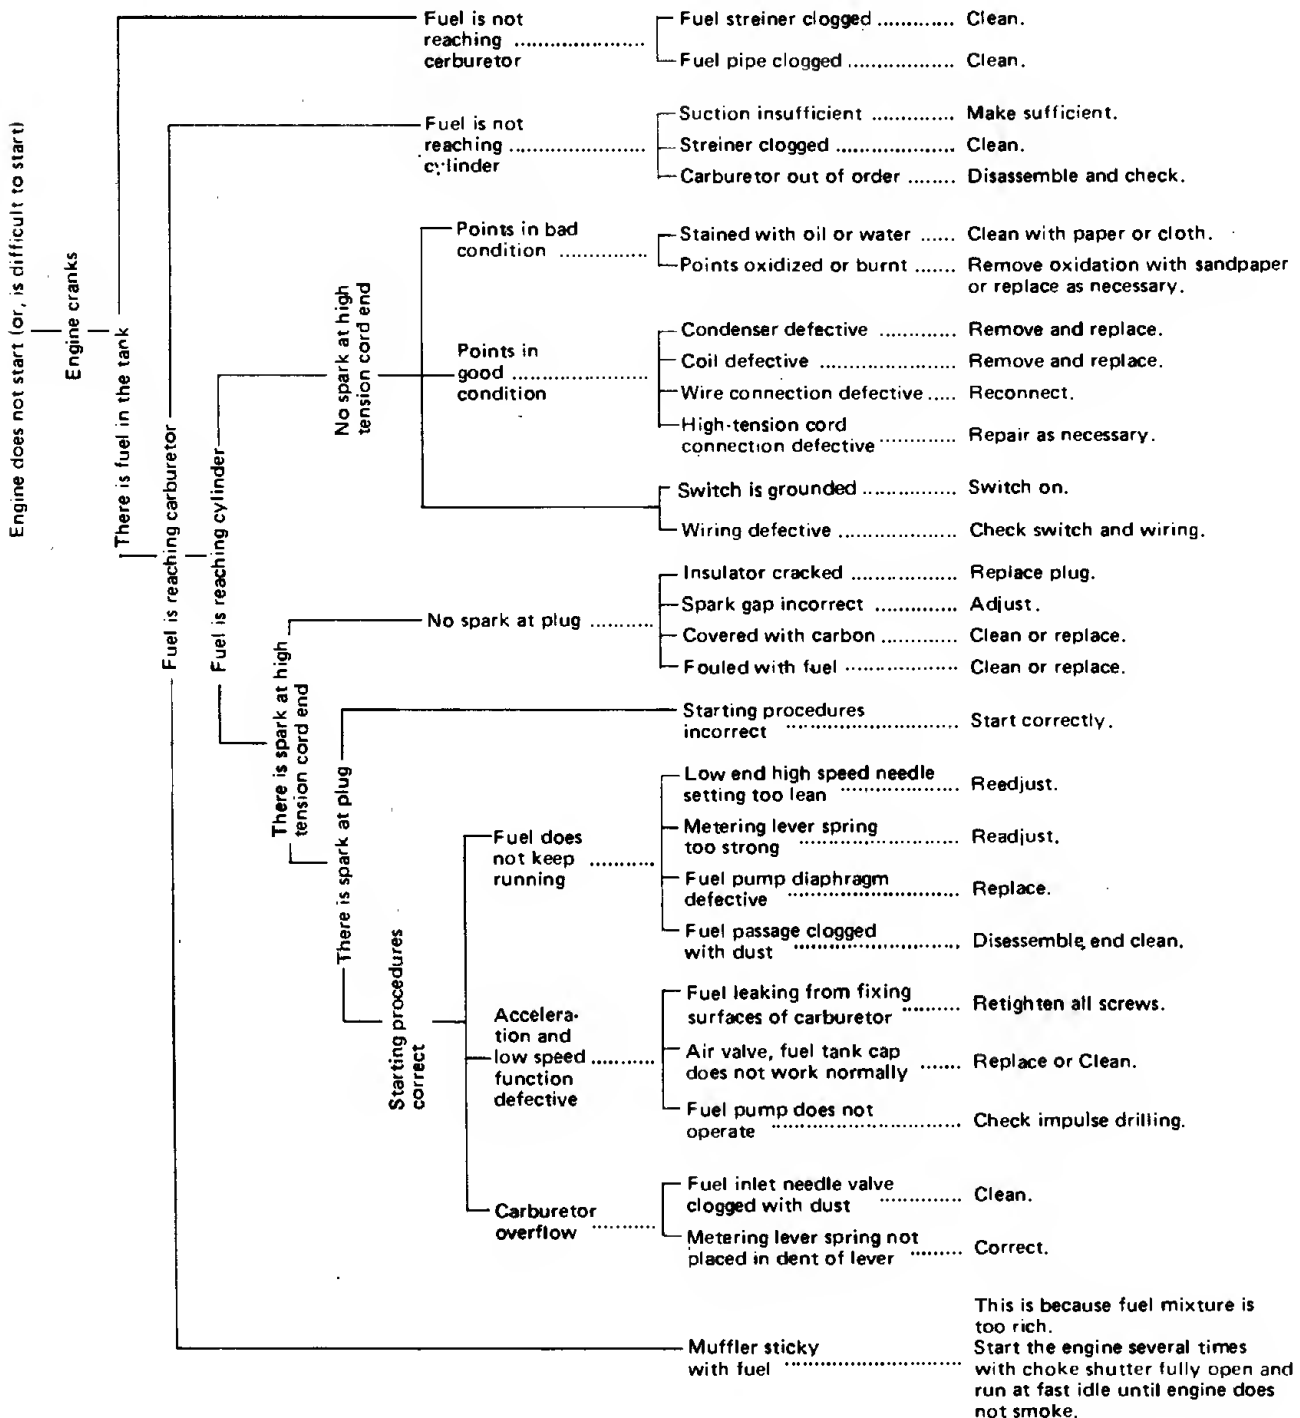 Engine does not start (or, is difficult to start)
Engine cranks
There is fuel in the tank
Fuel is reaching carburetor
Fuel is reaching cylinder
There is spark at high
tension cord end
There is spark at plug
Starting procedures
correct
No spark at high
tension cord end
Fuel is not
reaching ......................
cerburetor
Fuel streiner clogged ............. Clean.
Fuel pipe clogged .................. Clean.
Fuel is not
reaching .......................
cylinder
Suction insufficient .............. Make sufficient.
Streiner clogged .................... Clean.
Carburetor out of order ........ Disassemble and check.
Points in bad
condition ...............
Stained with oil or water ...... Clean with paper or cloth.
Points oxidized or burnt ....... Remove oxidation with sandpaper
or replace as necessary.
Points in
good .......................
condition
Condenser defective ............... Remove and replace.
Coil defective ....................... Remove and replace.
Wire connection defective ..... Reconnect.
High-tension cord
connection defective ............. Repair as necessary.
Switch is grounded ................ Switch on.
Wiring defective .................... Check switch and wiring.
No spark at plug ...........
Insulator cracked .................. Replace plug.
Spark gap incorrect .............. Adjust.
Covered with carbon ............. Clean or replace.
Fouled with fuel ................... Clean or replace.
Starting procedures
incorrect ............................. Start correctly.
Fuel does
not keep ...........
running
Low end high speed needle
setting too lean .................... Reedjust.
Metering lever spring
too strong ........................... Readjust.
Fuel pump diaphragm
defective ............................. Replace.
Fuel passage clogged
with dust ............................. Disessemble end clean.
Accelera-
tion and
low speed ...........
function
defective
Fuel leaking from fixing
surfaces of carburetor ......... Retighten all screws.
Air valve, fuel tank cap
does not work normally ....... Replace or Clean.
Fuel pump does not
operate ............................... Check impulse drilling.
Carburetor
overflow ...........
Fuel inlet needle valve
clogged with dust .............. Clean.
Metering lever spring not
placed in dent of lever ......... Correct.
Muffler sticky
with fuel .............................
This is because fuel mixture is
too rich.
Start the engine several times
with choke shutter fully open and
run at fast idle until engine does
not smoke.